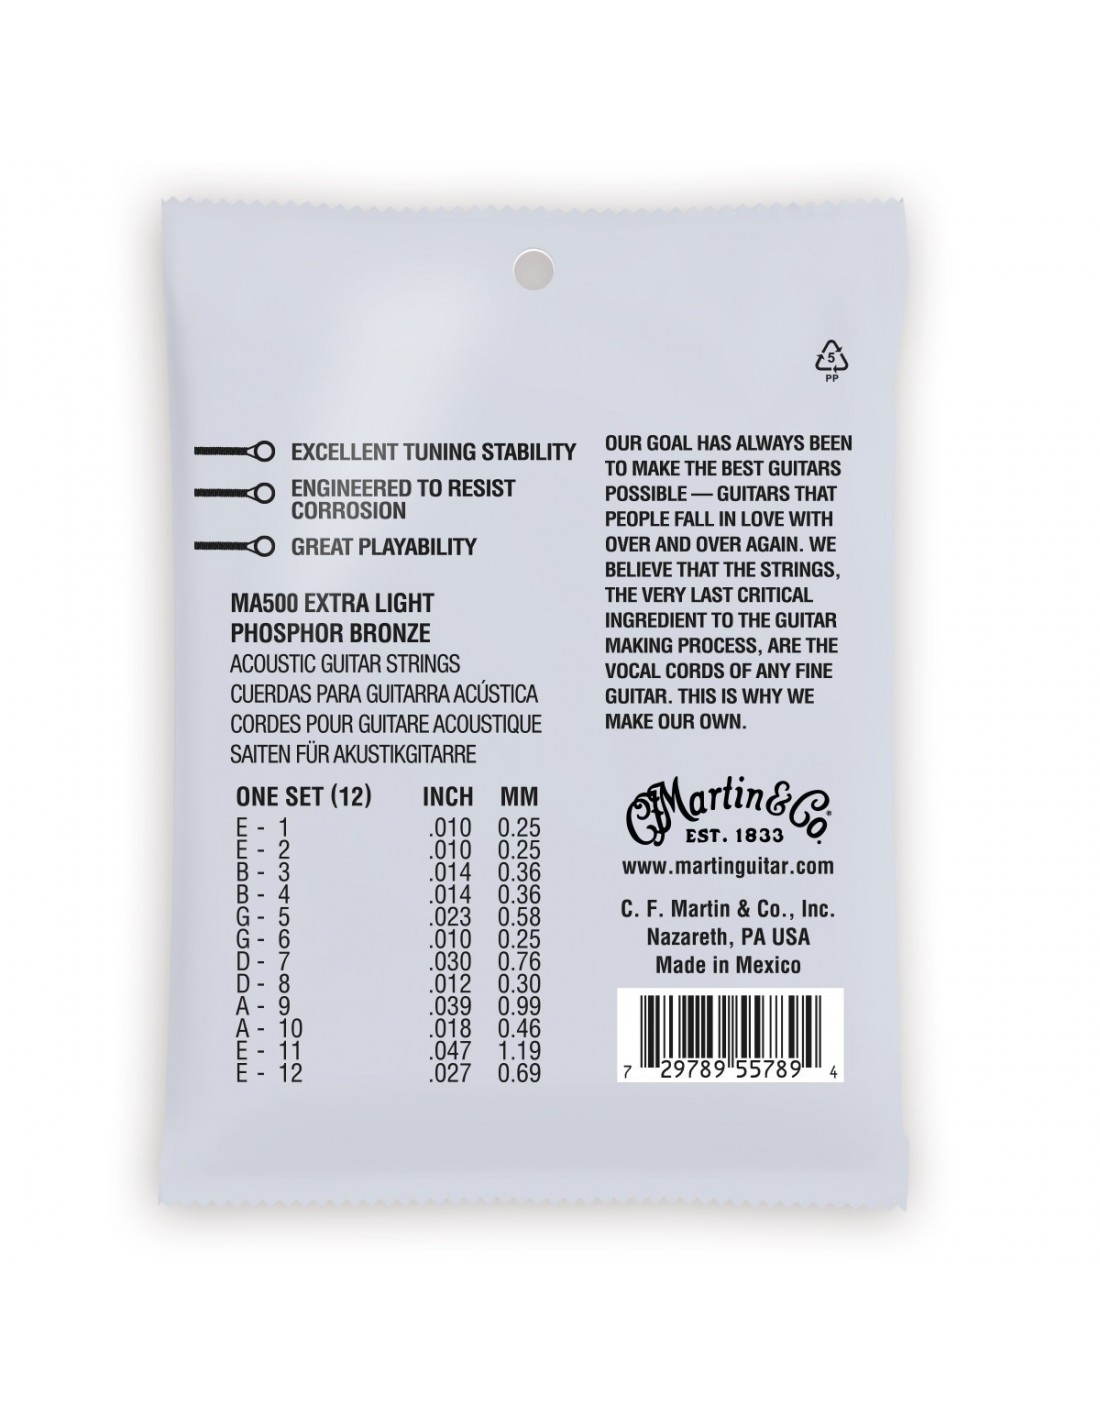 5
PP
EXCELLENT TUNING STABILITY
ENGINEERED TO RESIST
CORROSION
GREAT PLAYABILITY
MA500 EXTRA LIGHT
PHOSPHOR BRONZE
ACOUSTIC GUITAR STRINGS
CUERDAS PARA GUITARRA ACÚSTICA
CORDES POUR GUITARE ACOUSTIQUE
SAITEN FÜR AKUSTIKGITARRE
ONE SET (12) INCH MM
E - 1 .010 0.25
E - 2 .010 0.25
B - 3 .014 0.36
B - 4 .014 0.36
G - 5 .023 0.58
G - 6 .010 0.25
D - 7 .030 0.76
D - 8 .012 0.30
A - 9 .039 0.99
A - 10 .018 0.46
E - 11 .047 1.19
E - 12 .027 0.69
OUR GOAL HAS ALWAYS BEEN
TO MAKE THE BEST GUITARS
POSSIBLE — GUITARS THAT
PEOPLE FALL IN LOVE WITH
OVER AND OVER AGAIN. WE
BELIEVE THAT THE STRINGS,
THE VERY LAST CRITICAL
INGREDIENT TO THE GUITAR
MAKING PROCESS, ARE THE
VOCAL CORDS OF ANY FINE
GUITAR. THIS IS WHY WE
MAKE OUR OWN.
CF Martin & Co.®
EST. 1833
www.martinguitar.com
C. F. Martin & Co., Inc.
Nazareth, PA USA
Made in Mexico
7 29789 55789 4